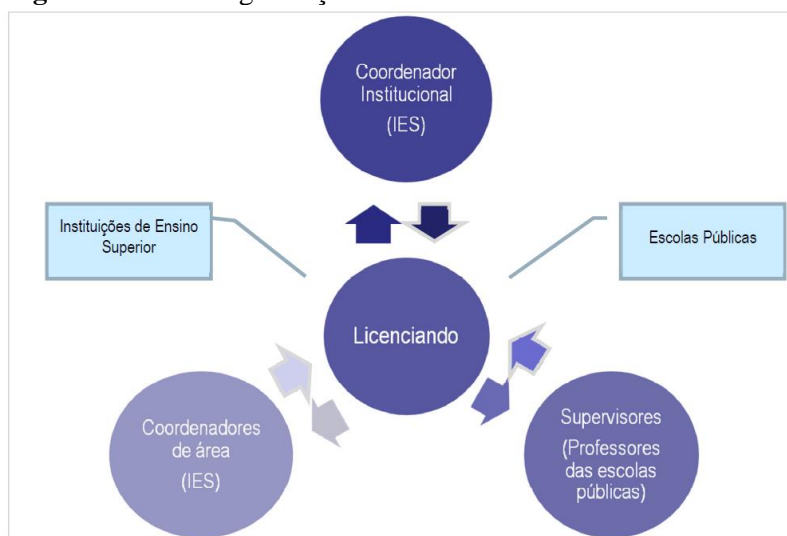 Coordenador
Institucional
(IES)
Instituições de Ensino
Superior
Escolas Públicas
Licenciando
Coordenadores
de área
(IES)
Supervisores
(Professores
das escolas
públicas)